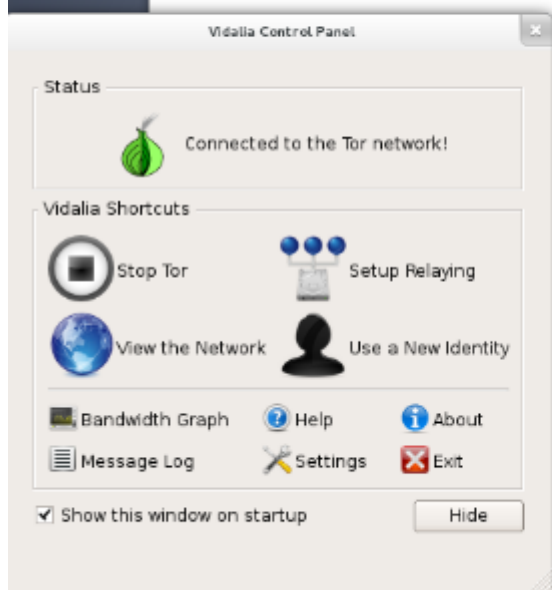 Vidalia Control Panel
Status
Connected to the Tor network!
Vidalia Shortcuts
Stop Tor
Setup Relaying
View the Network
Use a New Identity
Bandwidth Graph
Help
About
Message Log
Settings
Exit
Show this window on startup
Hide